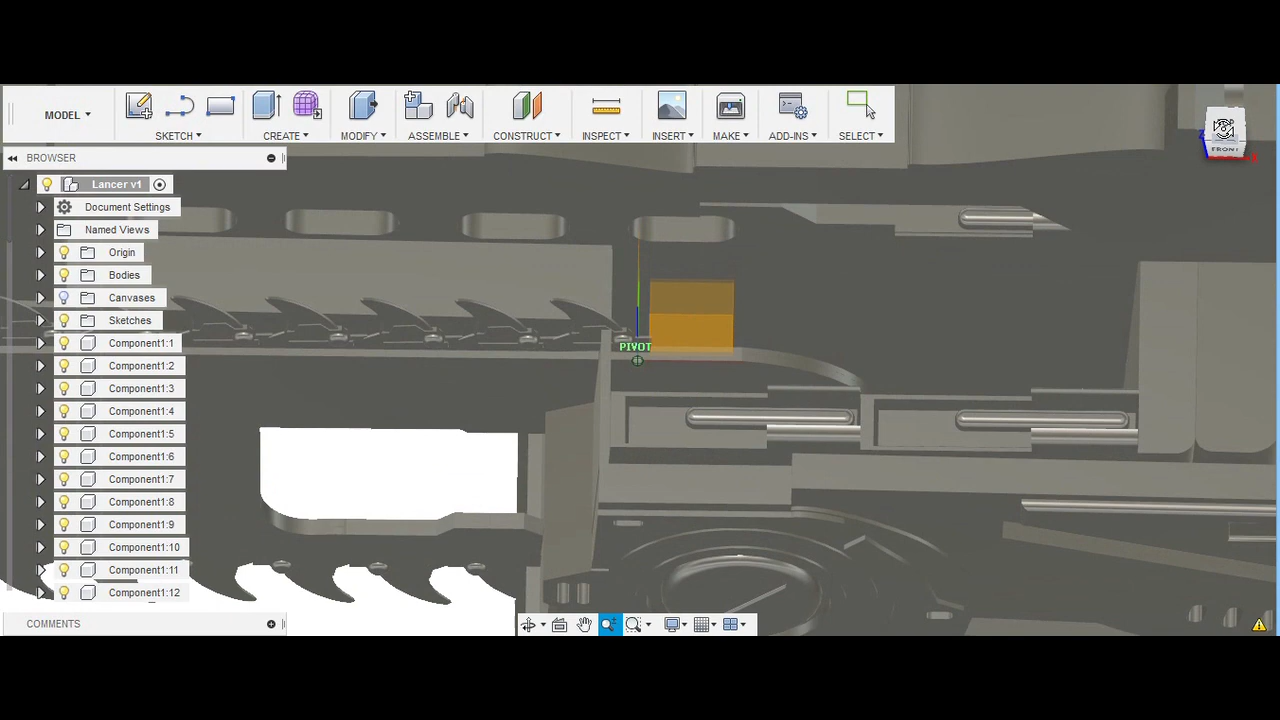 MODEL
SKETCH
CREATE
MODIFY
ASSEMBLE
CONSTRUCT
INSPECT
INSERT
MAKE
ADD-INS
SELECT
BROWSER
FRONT
Lancer v1
Document Settings
Named Views
Origin
Bodies
Canvases
Sketches
Component1:1
PIVOT
Component1:2
Component1:3
Component1:4
Component1:5
Component1:6
Component1:7
Component1:8
Component1:9
Component1:10
Component1:11
Component1:12
COMMENTS